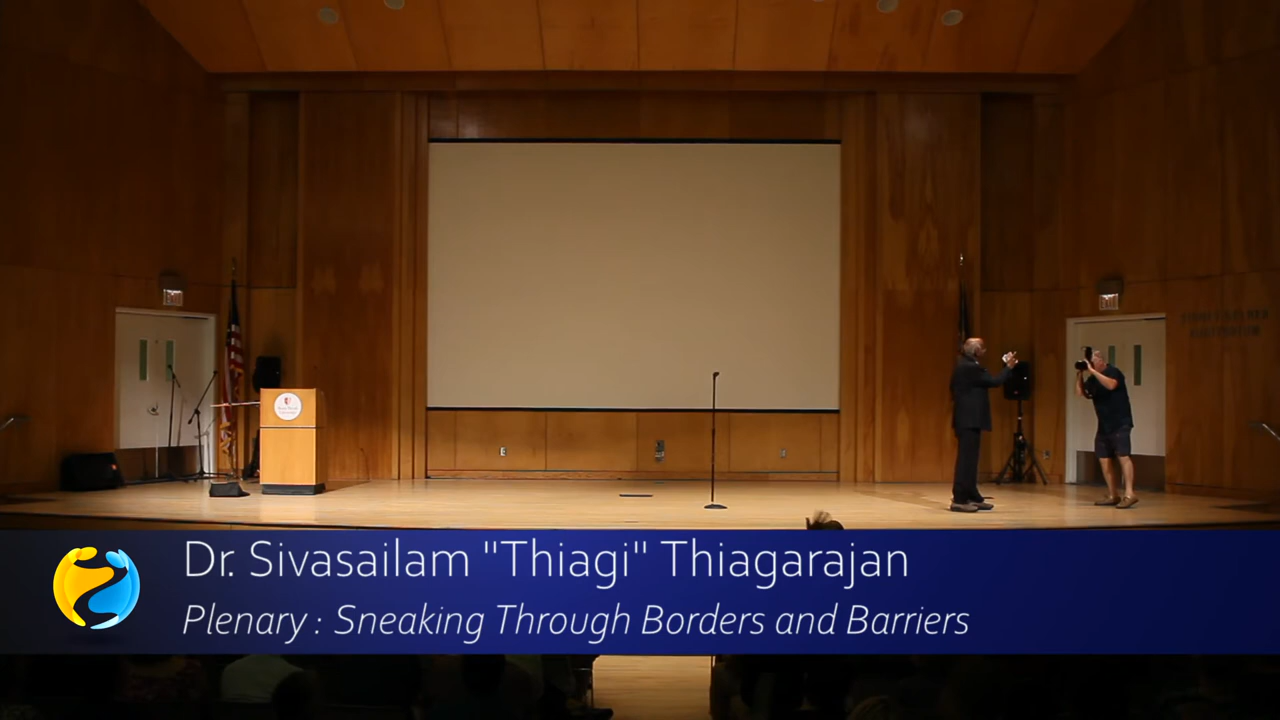 Dr. Sivasailam "Thiagi" Thiagarajan
Plenary : Sneaking Through Borders and Barriers